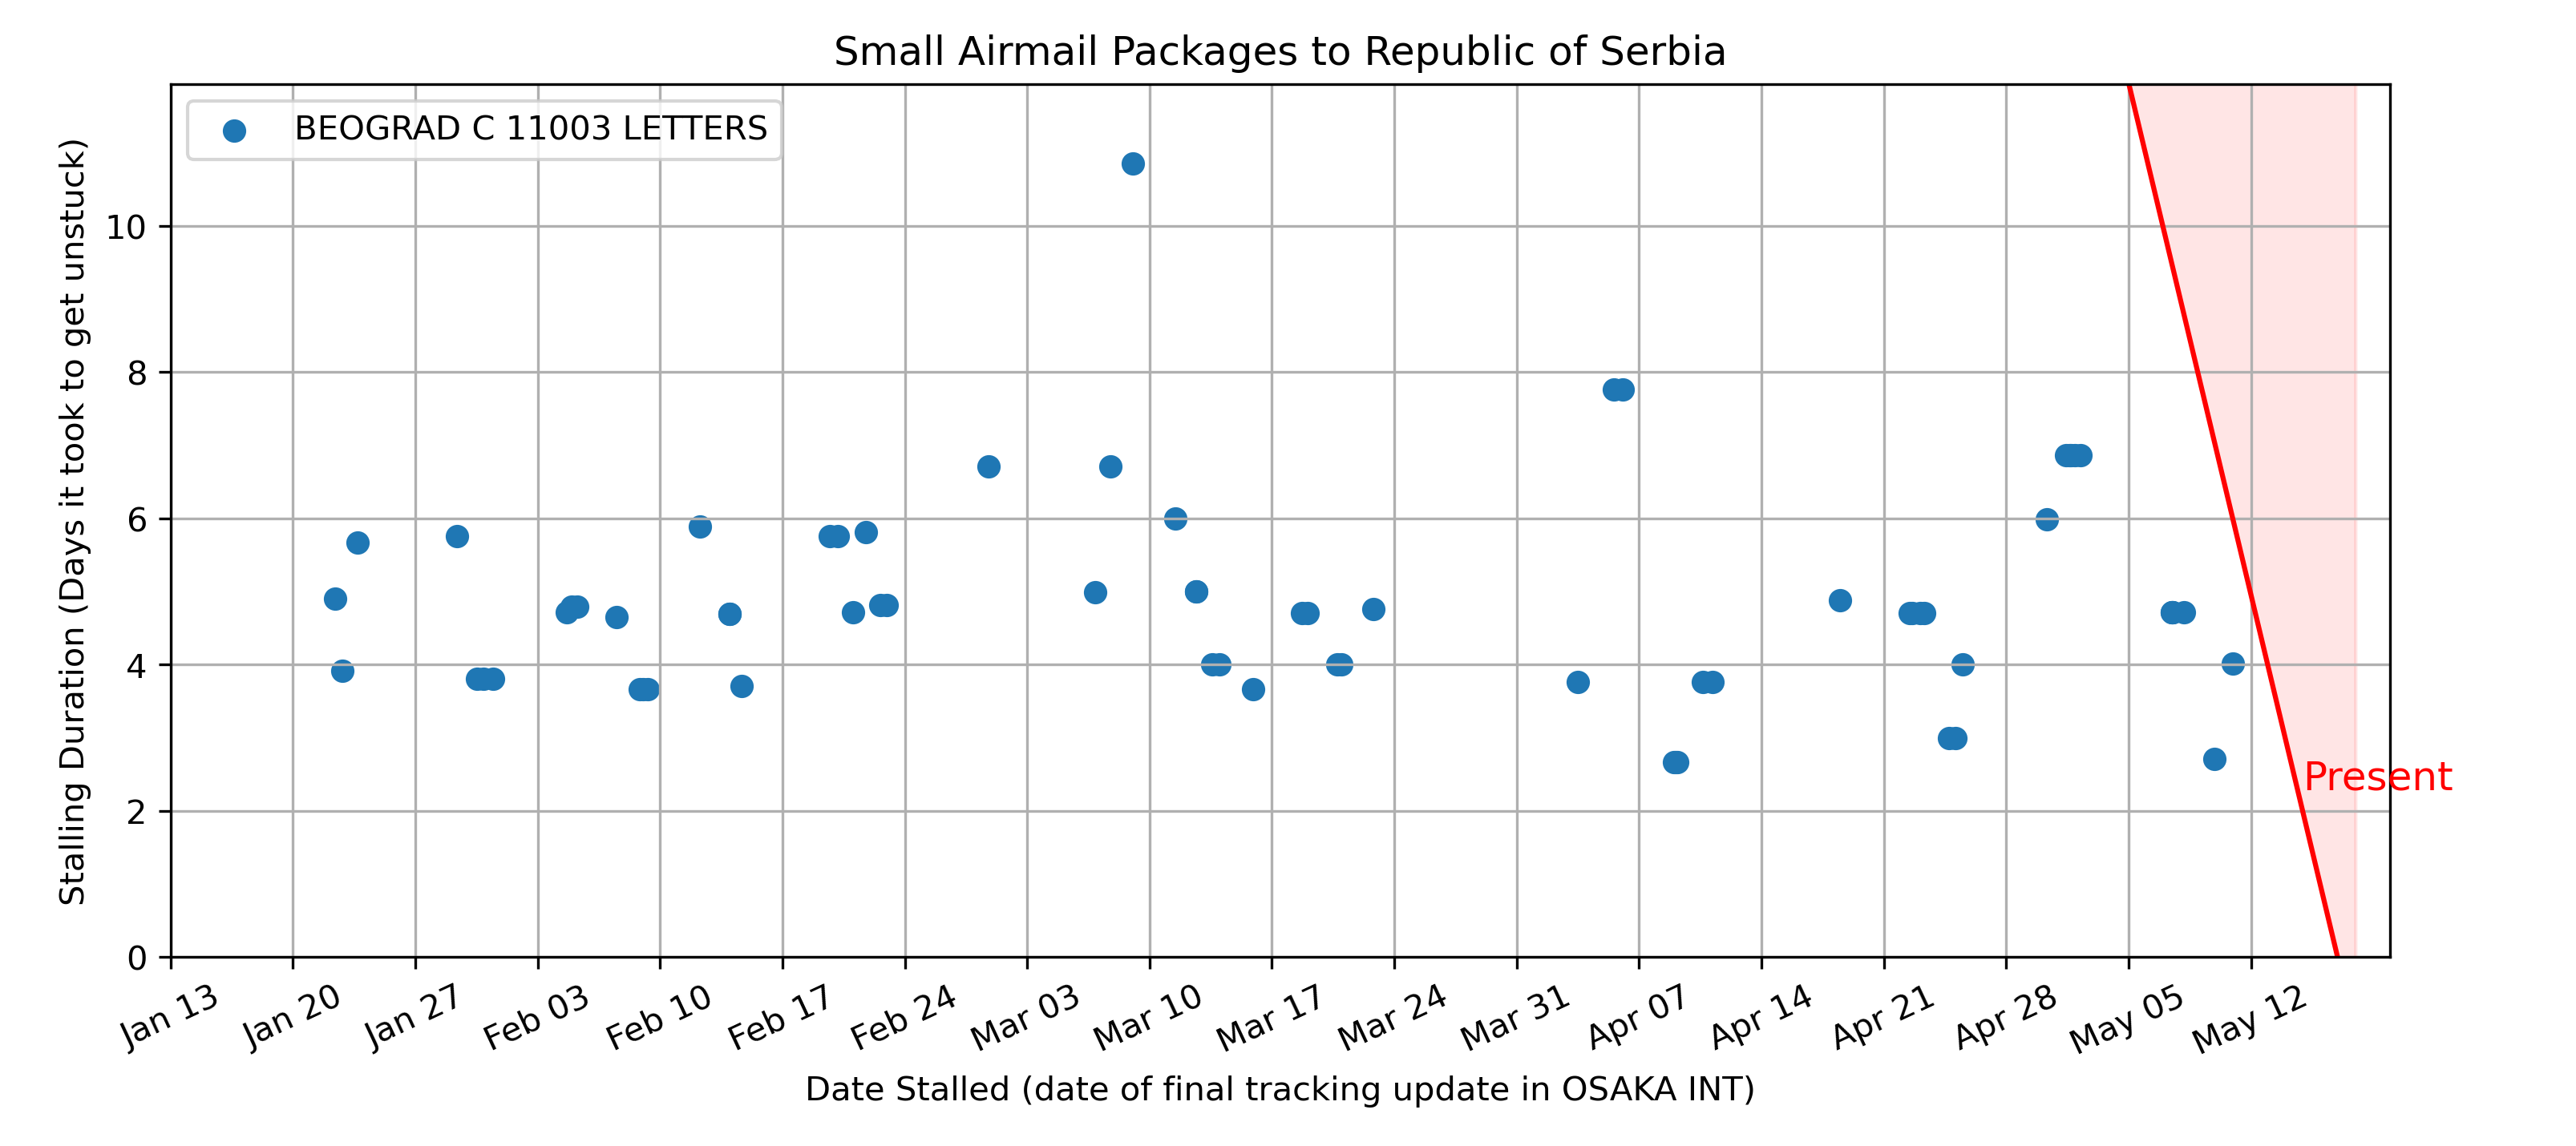 Small Airmail Packages to Republic of Serbia
BEOGRAD C 11003 LETTERS
Stalling Duration (Days it took to get unstuck)
10
8
6
4
2
0
Present
Jan 13
Jan 20
Jan 27
Feb 03
Feb 10
Feb 17
Feb 24
Mar 03
Mar 10
Mar 17
Mar 24
Mar 31
Apr 07
Apr 14
Apr 21
Apr 28
May 05
May 12
Date Stalled (date of final tracking update in OSAKA INT)